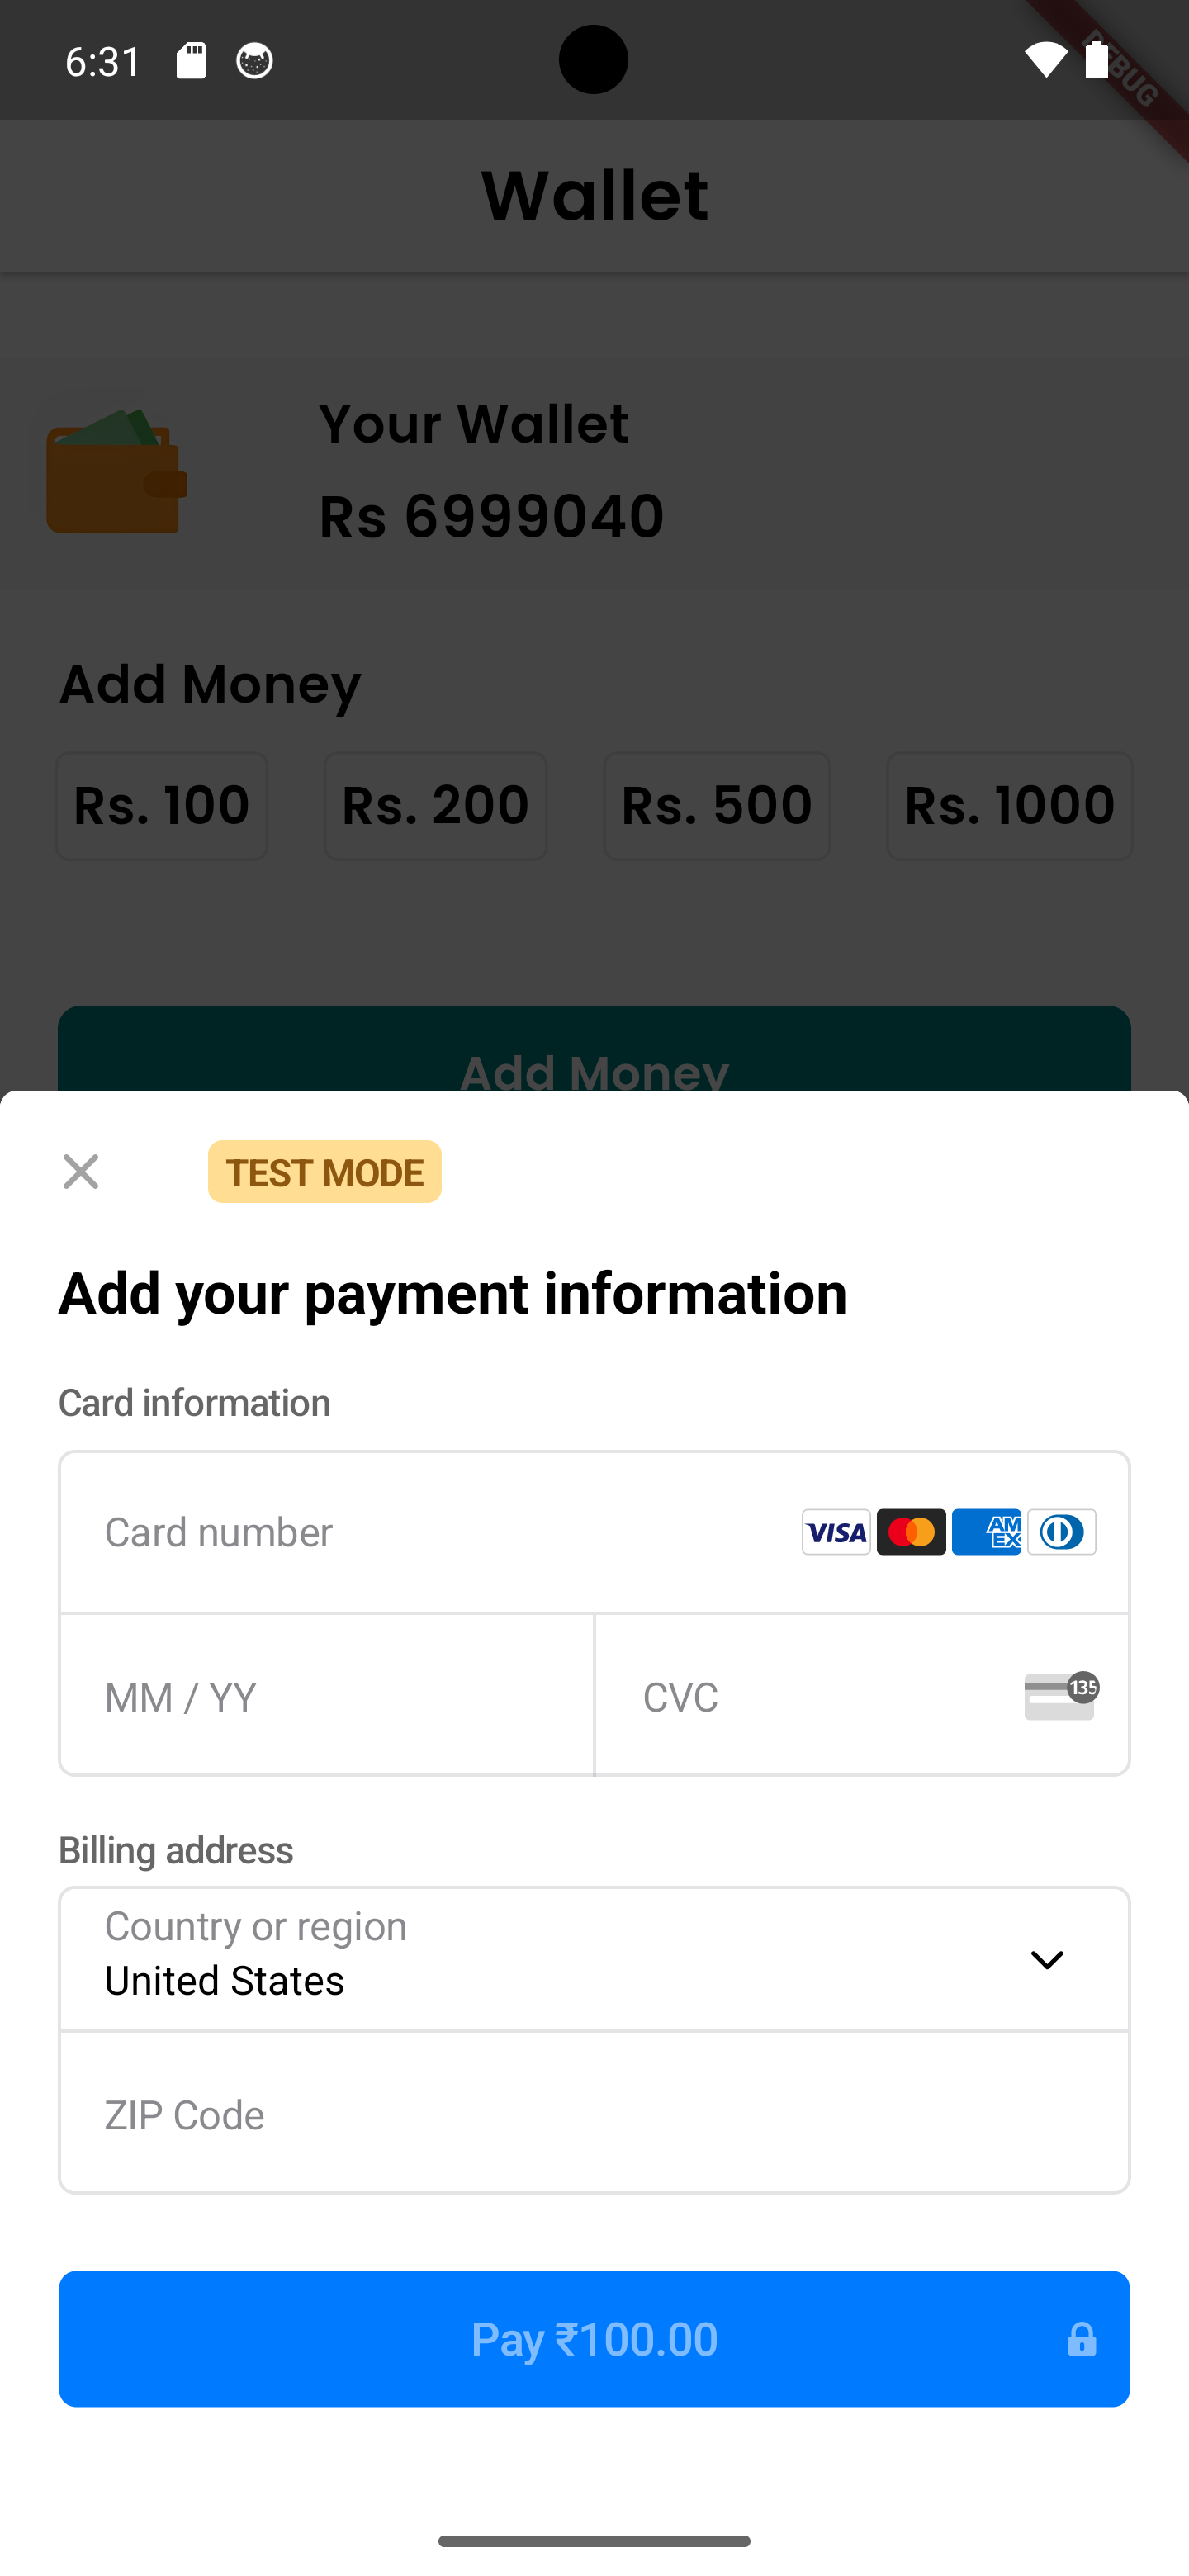 6:31
DEBUG
Wallet
Your Wallet
Rs 6999040
Add Money
Rs. 100 Rs. 200 Rs. 500 Rs. 1000
Add Money
TEST MODE
Add your payment information
Card information
Card number VISA AM EX
MM / YY CVC 135
Billing address
Country or region
United States
ZIP Code
Pay ₹100.00